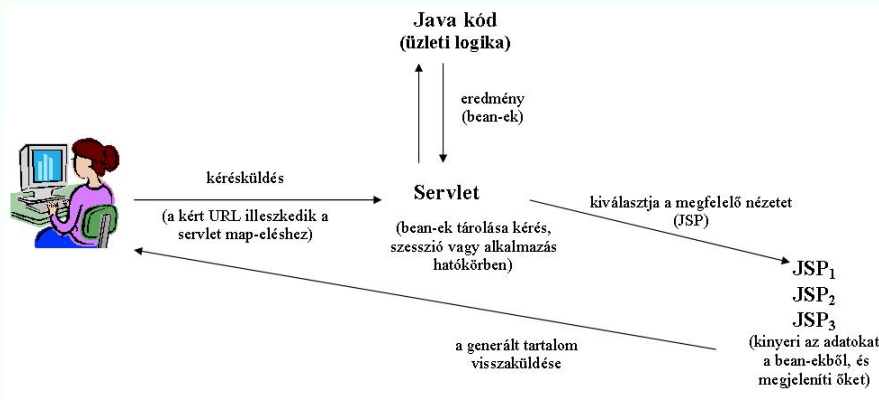 Java kód
(üzleti logika)
eredmény
(bean-ek)
kérésküldés
(a kért URL illeszkedik a
servlet map-eléshez)
Servlet
(bean-ek tárolása kérés,
szesszió vagy alkalmazás
hatókörben)
kiválasztja a megfelelő nézetet
(JSP)
JSP₁
JSP₂
JSP₃
(kinyeri az adatokat
a bean-ekből, és
megjeleníti őket)
a generált tartalom
visszaküldése